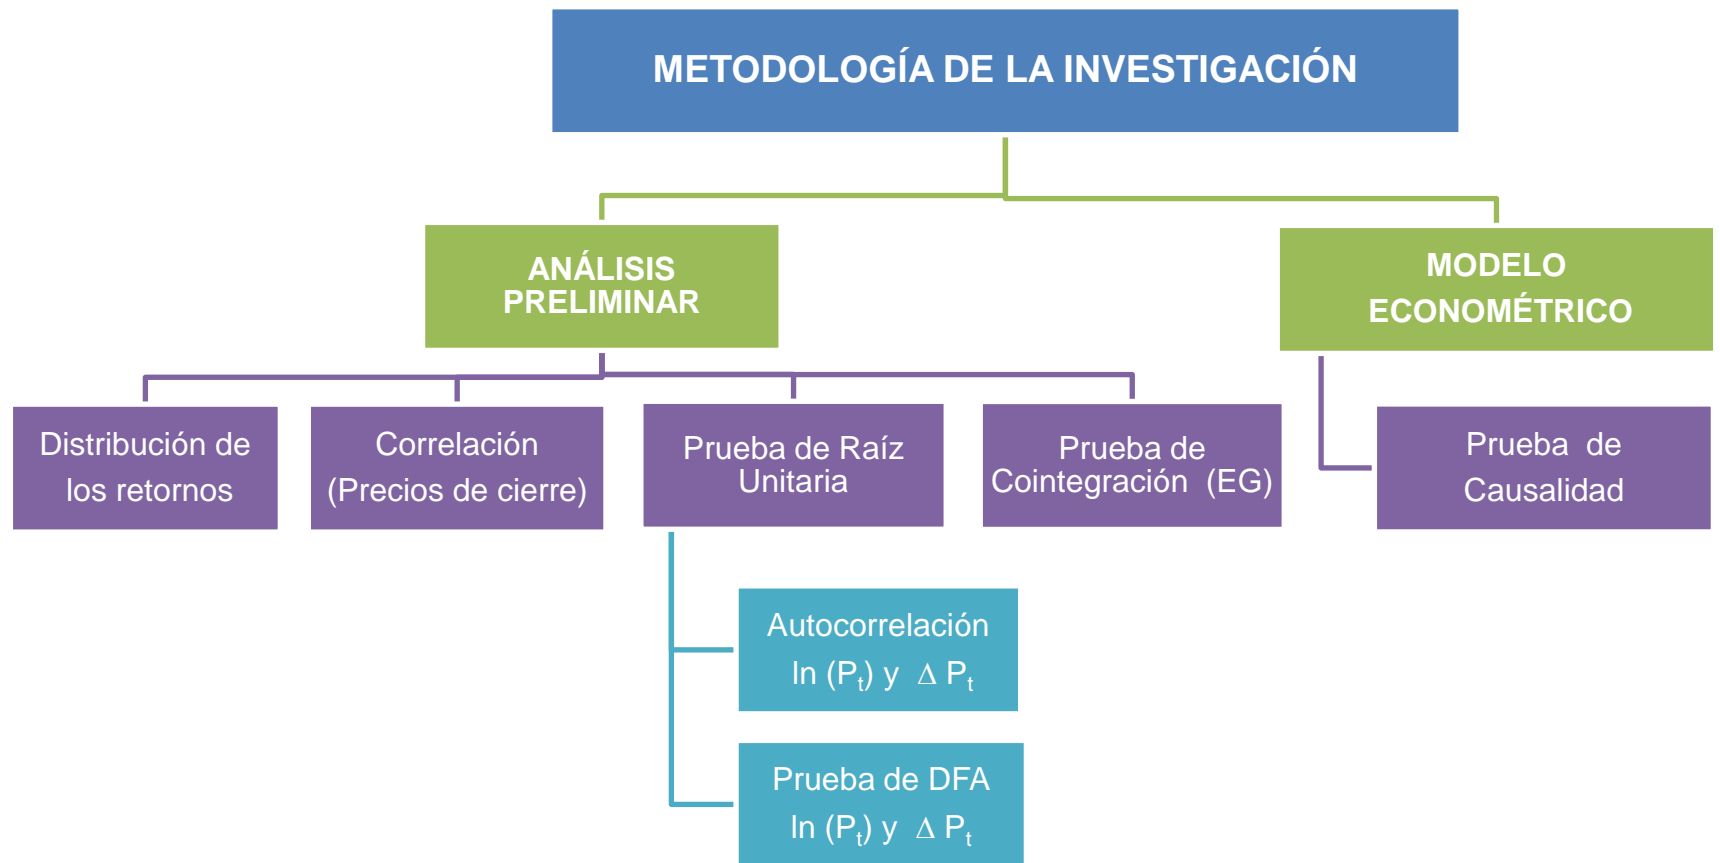 METODOLOGÍA DE LA INVESTIGACIÓN
ANÁLISIS
PRELIMINAR
MODELO
ECONOMÉTRICO
Distribución de
los retornos
Correlación
(Precios de cierre)
Prueba de Raíz
Unitaria
Prueba de
Cointegración (EG)
Prueba de
Causalidad
Autocorrelación
ln (Pt) y Δ Pt
Prueba de DFA
ln (Pt) y Δ Pt